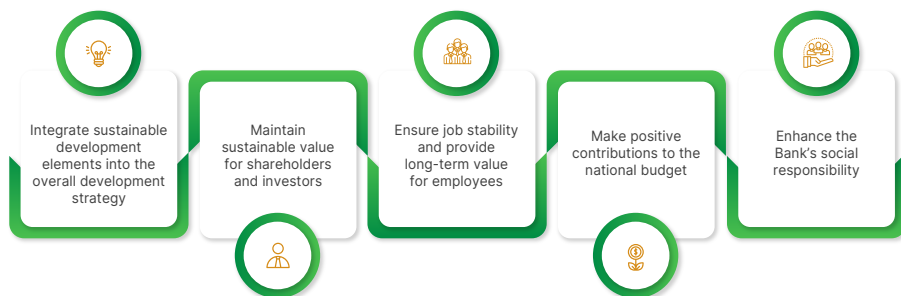 Integrate sustainable
development
elements into the
overall development
strategy
Maintain
sustainable value
for shareholders
and investors
Ensure job stability
and provide
long-term value
for employees
Make positive
contributions to the
national budget
Enhance the
Bank's social
responsibility
$